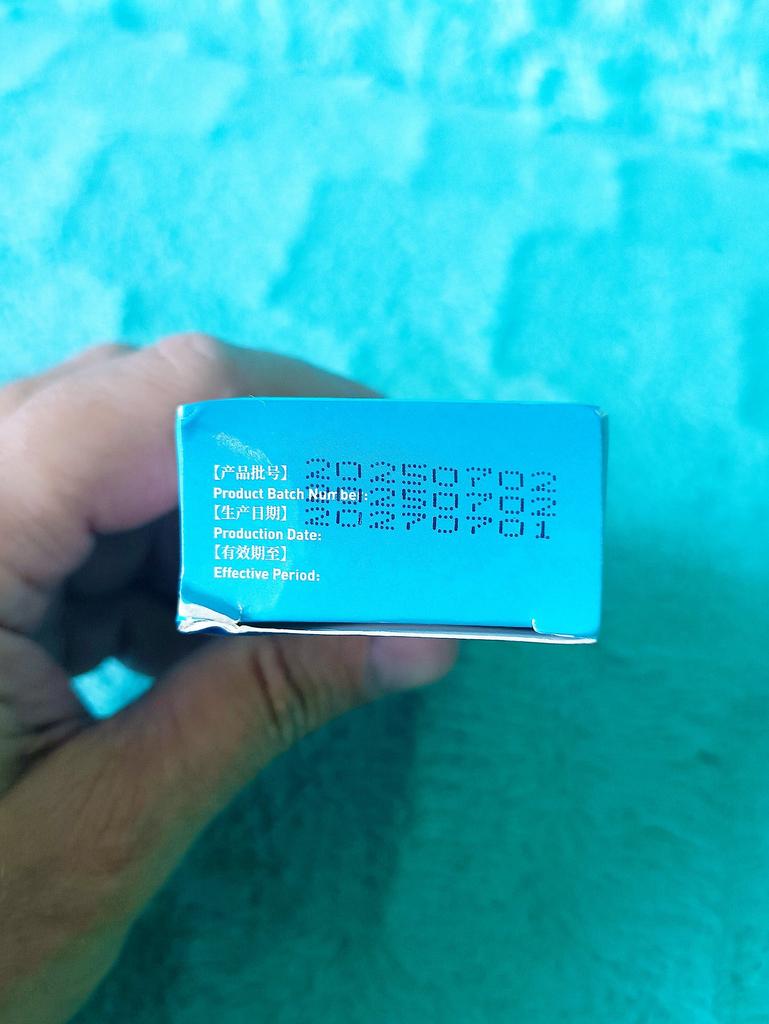 【产品批号】 20250702
Product Batch Number:
【生产日期】 20250702
Production Date: 20270701
【有效期至】
Effective Period: